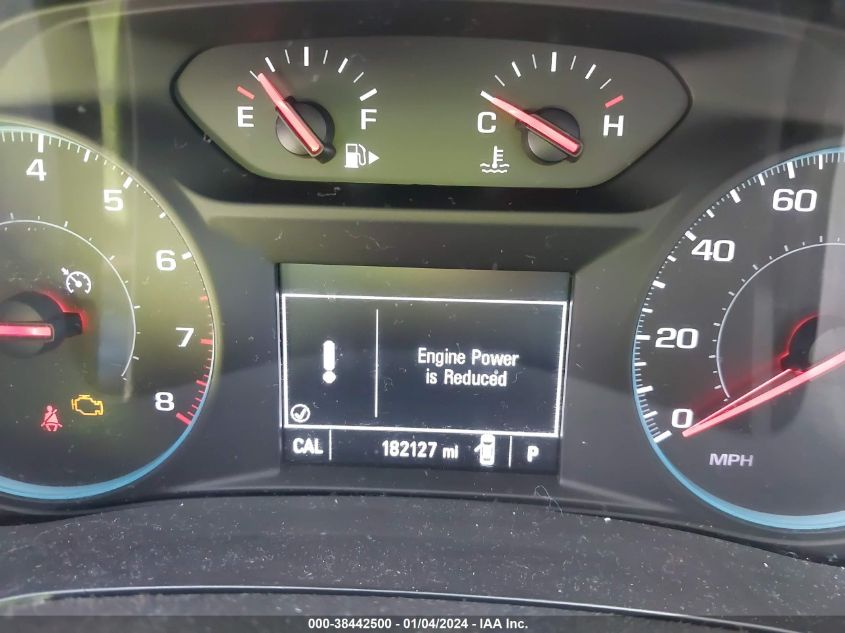 E F
C H
4
5
6
7
8
Engine Power
is Reduced
CAL 182127 mi P
0
20
40
60
MPH
000-38442500 - 01/04/2024 - IAA Inc.